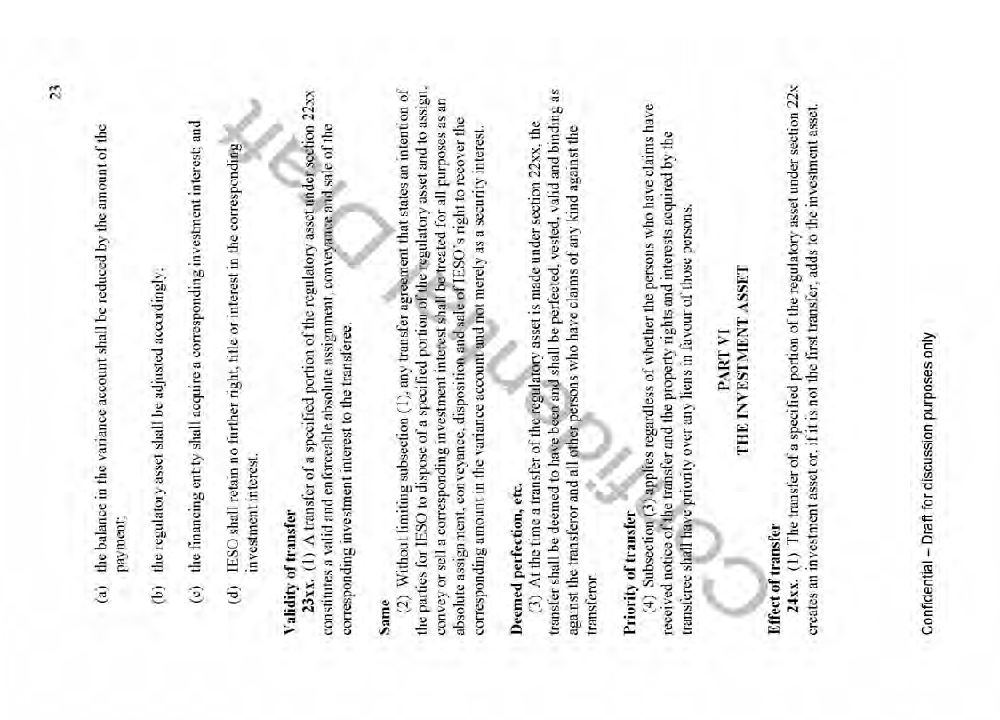 23
(a) the balance in the variance account shall be reduced by the amount of the
payment;
(b) the regulatory asset shall be adjusted accordingly;
(c) the financing entity shall acquire a corresponding investment interest; and
(d) IESO shall retain no further right, title or interest in the corresponding
investment interest.
Validity of transfer
23xx. (1) A transfer of a specified portion of the regulatory asset under section 22xx
constitutes a valid and enforceable absolute assignment, conveyance and sale of the
corresponding investment interest to the transferee.
Same
(2) Without limiting subsection (1), any transfer agreement that states an intention of
the parties for IESO to dispose of a specified portion of the regulatory asset and to assign,
convey or sell a corresponding investment interest shall be treated for all purposes as an
absolute assignment, conveyance, disposition and sale of IESO's right to recover the
corresponding amount in the variance account and not merely as a security interest.
Deemed perfection, etc.
(3) At the time a transfer of the regulatory asset is made under section 22xx, the
transfer shall be deemed to have been and shall be perfected, vested, valid and binding as
against the transferor and all other persons who have claims of any kind against the
transferor.
Priority of transfer
(4) Subsection (3) applies regardless of whether the persons who have claims have
received notice of the transfer and the property rights and interests acquired by the
transferee shall have priority over any liens in favour of those persons.
PART VI
THE INVESTMENT ASSET
Effect of transfer
24xx. (1) The transfer of a specified portion of the regulatory asset under section 22x
creates an investment asset or, if it is not the first transfer, adds to the investment asset.
Confidential – Draft for discussion purposes only
Confidential Draft